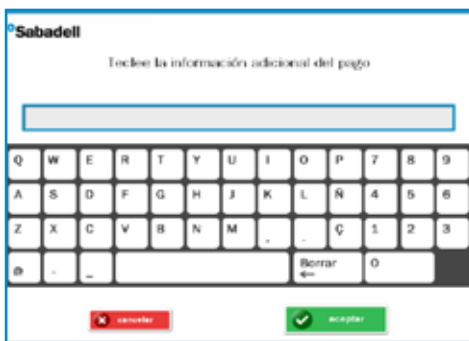 Sabadell
Teclee la información adicional del pago
Q W E R T Y U I O P 7 8 9
A S D F G H J K L Ñ 4 5 6
Z X C V B N M , . Ç 1 2 3
@ - _ Borrar ← 0
cancelar aceptar